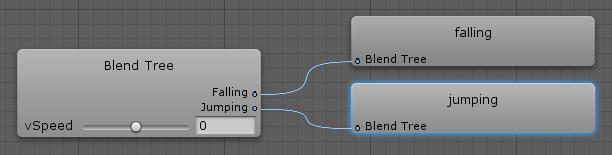 Blend Tree
Falling
Jumping
vSpeed 0
falling
Blend Tree
jumping
Blend Tree